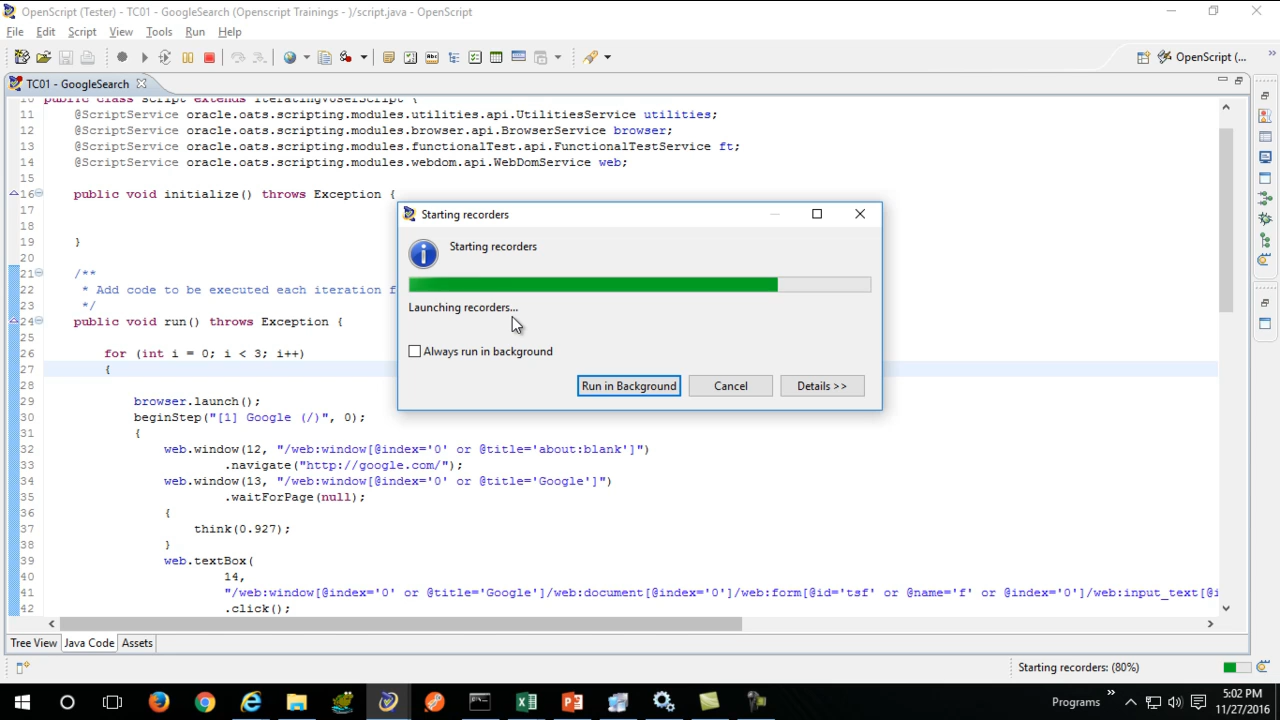 OpenScript (Tester) - TC01 - GoogleSearch (Openscript Trainings - )/script.java - OpenScript
File Edit Script View Tools Run Help
OpenScript (...
TC01 - GoogleSearch
10 public class script extends IteratingVUserScript {
11 @ScriptService oracle.oats.scripting.modules.utilities.api.UtilitiesService utilities;
12 @ScriptService oracle.oats.scripting.modules.browser.api.BrowserService browser;
13 @ScriptService oracle.oats.scripting.modules.functionalTest.api.FunctionalTestService ft;
14 @ScriptService oracle.oats.scripting.modules.webdom.api.WebDomService web;
15
16 public void initialize() throws Exception {
17
18
19 }
20
21 /**
22 * Add code to be executed each iteration f
23 */
24 public void run() throws Exception {
25
26 for (int i = 0; i < 3; i++)
27 {
28
29 browser.launch();
30 beginStep("[1] Google (/)", 0);
31 {
32 web.window(12, "/web:window[@index='0' or @title='about:blank']")
33 .navigate("http://google.com/");
34 web.window(13, "/web:window[@index='0' or @title='Google']")
35 .waitForPage(null);
36 {
37 think(0.927);
38 }
39 web.textBox(
40 14,
41 "/web:window[@index='0' or @title='Google']/web:document[@index='0']/web:form[@id='tsf' or @name='f' or @index='0']/web:input_text[@i
42 .click();
Starting recorders
Starting recorders
Launching recorders...
Always run in background
Run in Background Cancel Details >>
Tree View Java Code Assets
Starting recorders: (80%)
Programs
5:02 PM
11/27/2016